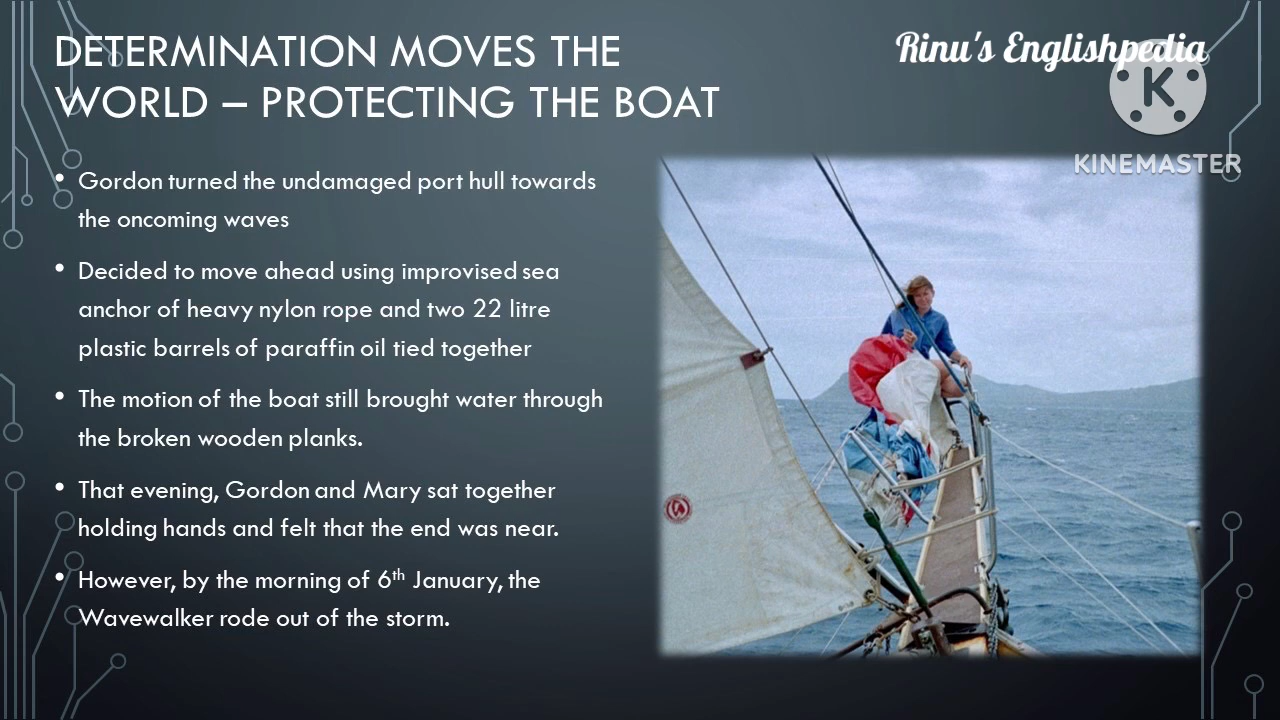 DETERMINATION MOVES THE
WORLD – PROTECTING THE BOAT
Rinu's Englishpedia
K
KINEMASTER
• Gordon turned the undamaged port hull towards
the oncoming waves
• Decided to move ahead using improvised sea
anchor of heavy nylon rope and two 22 litre
plastic barrels of paraffin oil tied together
• The motion of the boat still brought water through
the broken wooden planks.
• That evening, Gordon and Mary sat together
holding hands and felt that the end was near.
• However, by the morning of 6th January, the
Wavewalker rode out of the storm.